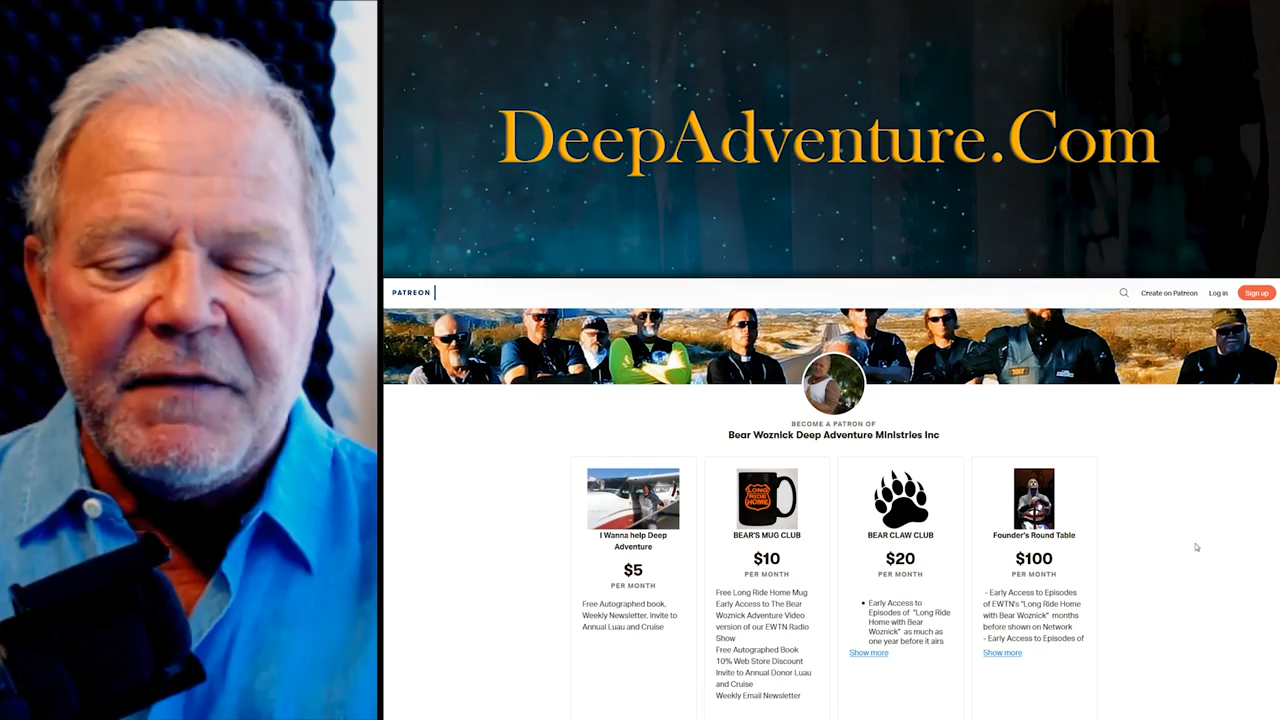 DeepAdventure.Com
PATREON
Create on Patreon
Log in
Sign up
BECOME A PATRON OF
Bear Woznick Deep Adventure Ministries Inc
I Wanna help Deep
Adventure
$5
PER MONTH
Free Autographed book,
Weekly Newsletter, Invite to
Annual Luau and Cruise
LONG
RIDE
HOME
BEAR'S MUG CLUB
$10
PER MONTH
Free Long Ride Home Mug
Early Access to The Bear
Woznick Adventure Video
version of our EWTN Radio
Show
Free Autographed Book
10% Web Store Discount
Invite to Annual Donor Luau
and Cruise
Weekly Email Newsletter
BEAR CLAW CLUB
$20
PER MONTH
• Early Access to
Episodes of "Long Ride
Home with Bear
Woznick" as much as
one year before it airs
Show more
Founder's Round Table
$100
PER MONTH
- Early Access to Episodes
of EWTN's "Long Ride Home
with Bear Woznick" months
before shown on Network
- Early Access to Episodes of
Show more